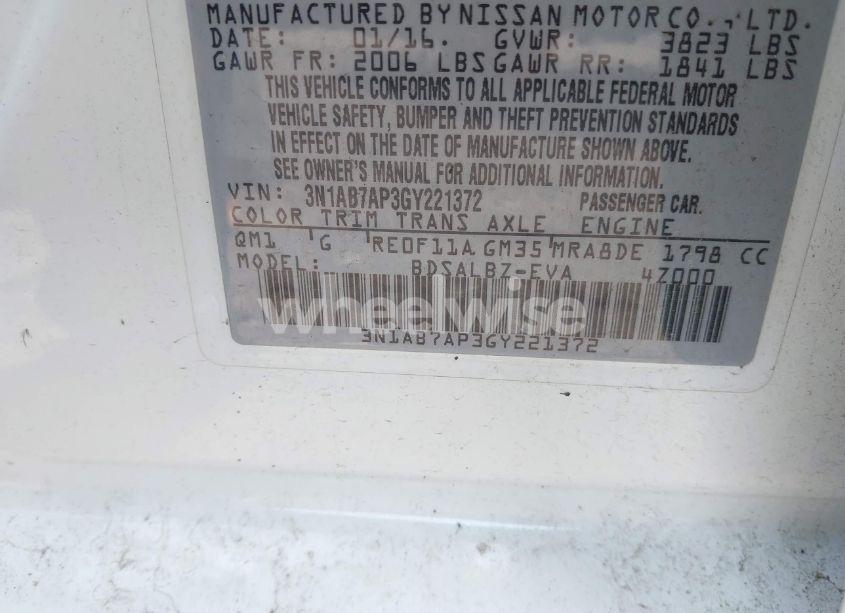 MANUFACTURED BY NISSAN MOTOR CO., LTD.
DATE: 01/16. GVWR: 3823 LBS
GAWR FR: 2006 LBS GAWR RR: 1841 LBS
THIS VEHICLE CONFORMS TO ALL APPLICABLE FEDERAL MOTOR
VEHICLE SAFETY, BUMPER AND THEFT PREVENTION STANDARDS
IN EFFECT ON THE DATE OF MANUFACTURE SHOWN ABOVE.
SEE OWNER'S MANUAL FOR ADDITIONAL INFORMATION.
VIN: 3N1AB7AP3GY221372 PASSENGER CAR.
COLOR TRIM TRANS AXLE ENGINE
QM1 G RE0F11A GM35 MRA8DE 1798 CC
MODEL: BDSALBZ-EVA 4Z000
wheelwise
3N1AB7AP3GY221372